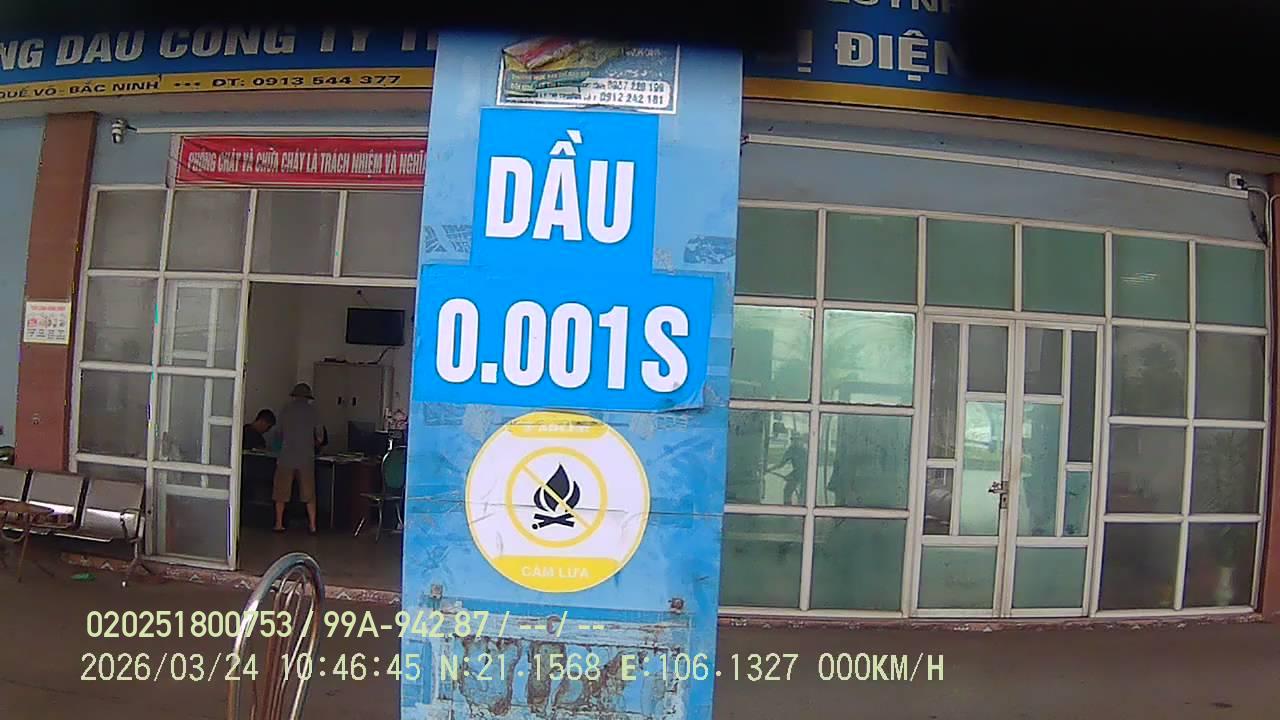 NG DẦU CÔNG TY T
QUẾ VÕ - BẮC NINH *** ĐT: 0913 544 377
Ị ĐIỆN
0912 242 181
PHÒNG CHÁY VÀ CHỮA CHÁY LÀ TRÁCH NHIỆM VÀ NGHĨA
DẦU
0.001S
CẤM LỬA
020251800753 / 99A-942.87 / -- / --
2026/03/24 10:46:45 N:21.1568 E:106.1327 000KM/H